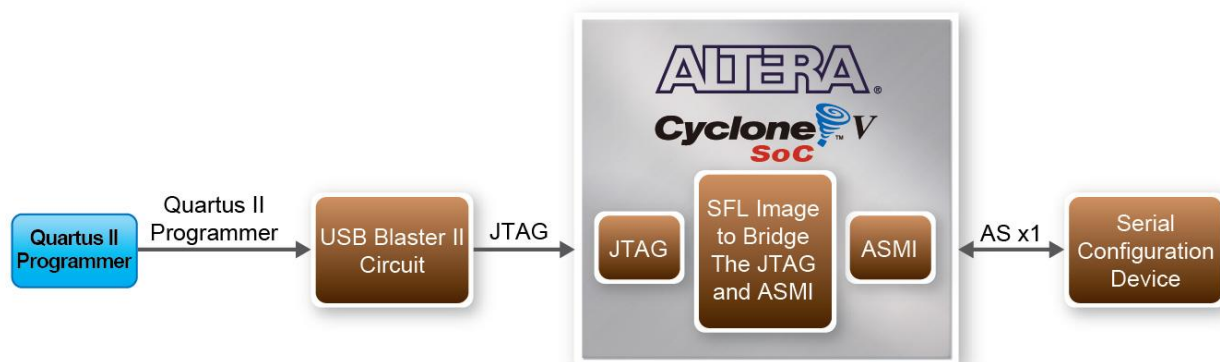 Quartus II
Programmer
Quartus II
Programmer
USB Blaster II
Circuit
JTAG
ALTERA®
Cyclone™ V
SoC
JTAG
SFL Image
to Bridge
The JTAG
and ASMI
ASMI
AS x1
Serial
Configuration
Device